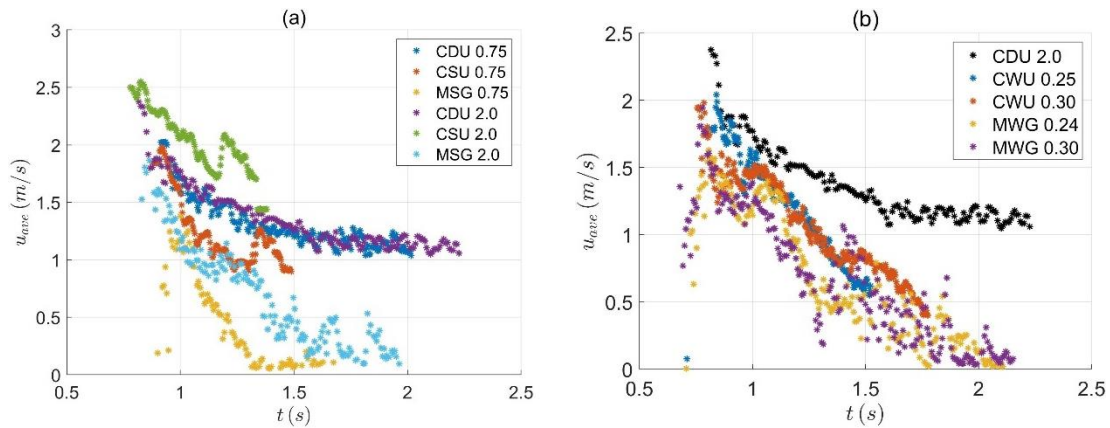 (a)
3
2.5
2
1.5
1
0.5
0
0.5 1 1.5 2 2.5
u_ave (m/s)
t (s)
CDU 0.75
CSU 0.75
MSG 0.75
CDU 2.0
CSU 2.0
MSG 2.0
(b)
2.5
2
1.5
1
0.5
0
0.5 1 1.5 2 2.5
u_ave (m/s)
t (s)
CDU 2.0
CWU 0.25
CWU 0.30
MWG 0.24
MWG 0.30